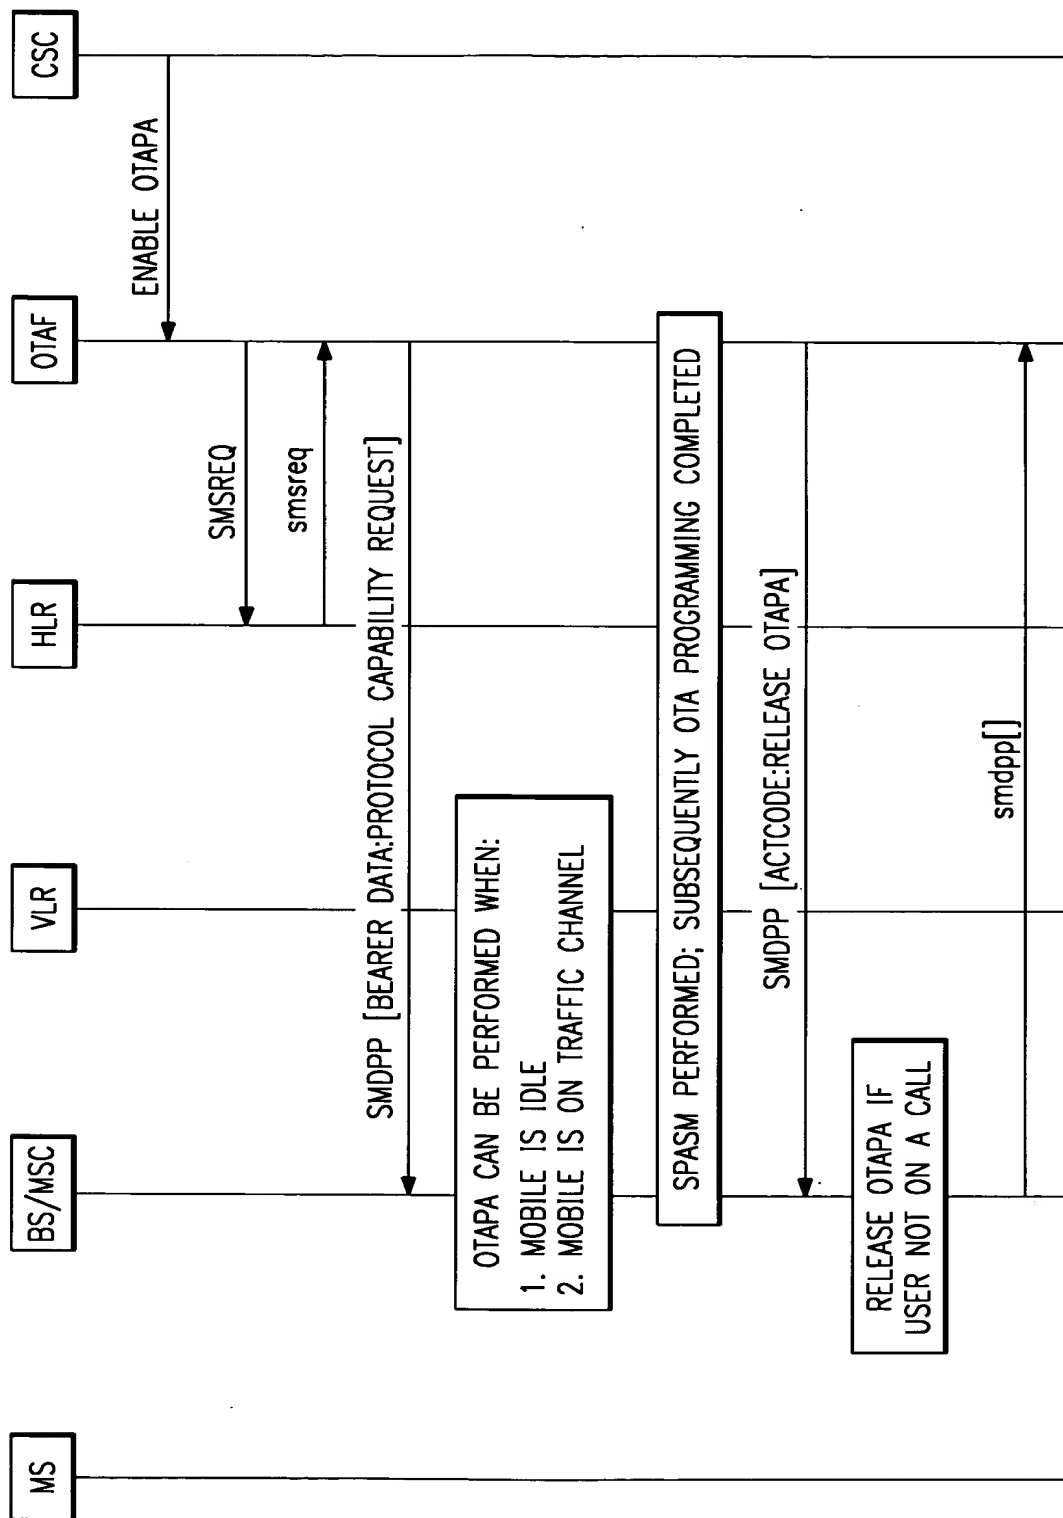 MS
BS/MSC
VLR
HLR
OTAF
CSC
ENABLE OTAPA
SMSREQ
smsreq
SMDPP [BEARER DATA:PROTOCOL CAPABILITY REQUEST]
OTAPA CAN BE PERFORMED WHEN:
1. MOBILE IS IDLE
2. MOBILE IS ON TRAFFIC CHANNEL
SPASM PERFORMED; SUBSEQUENTLY OTA PROGRAMMING COMPLETED
SMDPP [ACTCODE:RELEASE OTAPA]
RELEASE OTAPA IF
USER NOT ON A CALL
smdpp[]